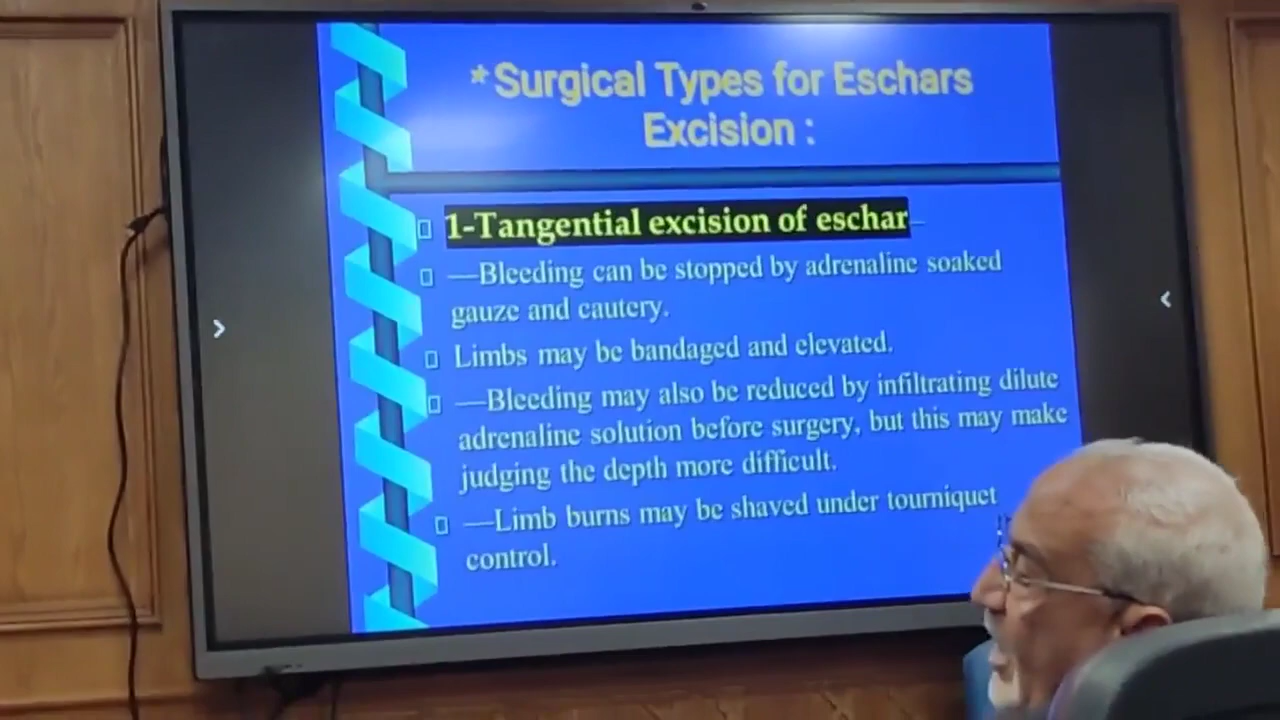 *Surgical Types for Eschars
Excision :
1-Tangential excision of eschar–
—Bleeding can be stopped by adrenaline soaked
gauze and cautery.
Limbs may be bandaged and elevated.
—Bleeding may also be reduced by infiltrating dilute
adrenaline solution before surgery, but this may make
judging the depth more difficult.
—Limb burns may be shaved under tourniquet
control.